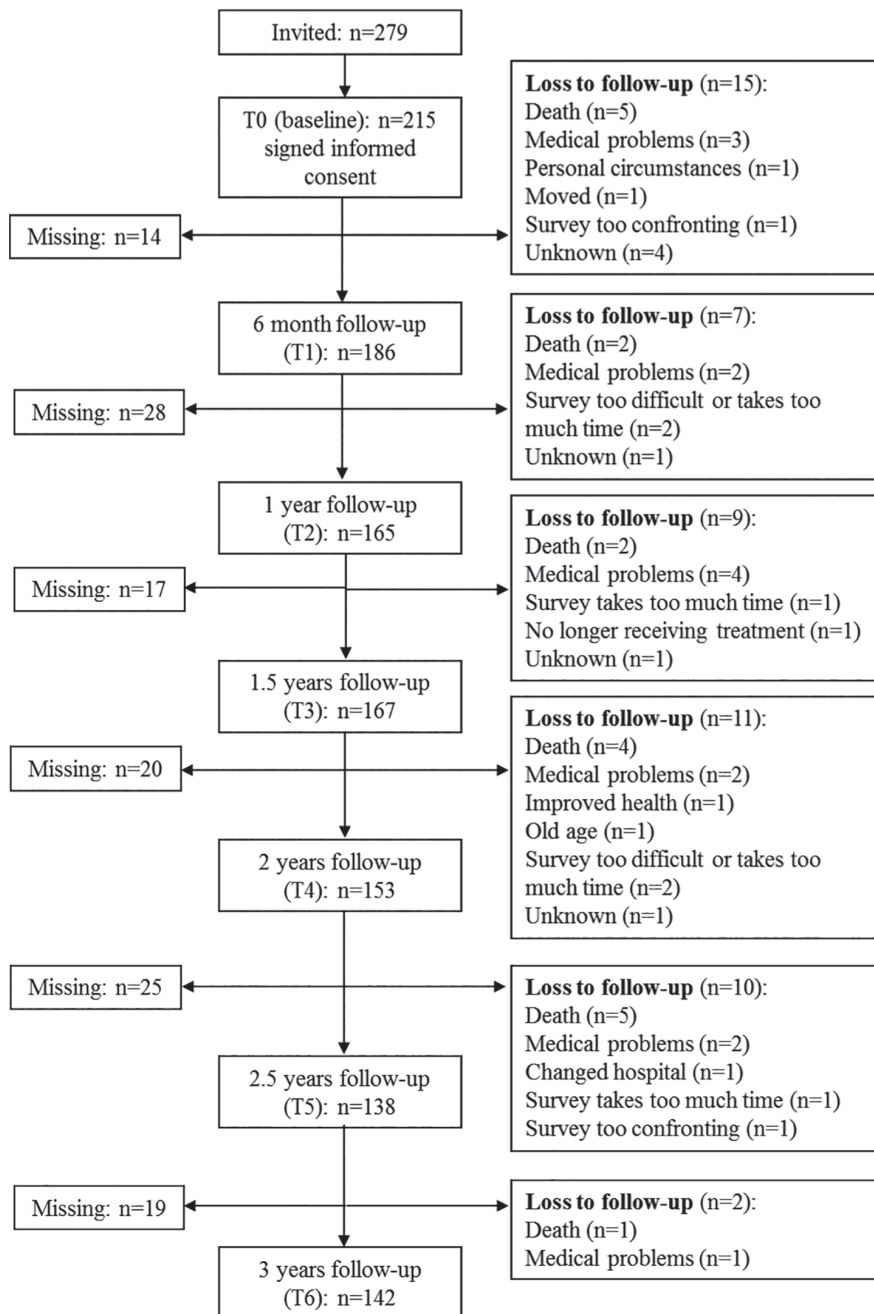 Invited: n=279
T0 (baseline): n=215
signed informed
consent
Loss to follow-up (n=15):
Death (n=5)
Medical problems (n=3)
Personal circumstances (n=1)
Moved (n=1)
Survey too confronting (n=1)
Unknown (n=4)
Missing: n=14
6 month follow-up
(T1): n=186
Loss to follow-up (n=7):
Death (n=2)
Medical problems (n=2)
Survey too difficult or takes too
much time (n=2)
Unknown (n=1)
Missing: n=28
1 year follow-up
(T2): n=165
Loss to follow-up (n=9):
Death (n=2)
Medical problems (n=4)
Survey takes too much time (n=1)
No longer receiving treatment (n=1)
Unknown (n=1)
Missing: n=17
1.5 years follow-up
(T3): n=167
Loss to follow-up (n=11):
Death (n=4)
Medical problems (n=2)
Improved health (n=1)
Old age (n=1)
Survey too difficult or takes too
much time (n=2)
Unknown (n=1)
Missing: n=20
2 years follow-up
(T4): n=153
Loss to follow-up (n=10):
Death (n=5)
Medical problems (n=2)
Changed hospital (n=1)
Survey takes too much time (n=1)
Survey too confronting (n=1)
Missing: n=25
2.5 years follow-up
(T5): n=138
Loss to follow-up (n=2):
Death (n=1)
Medical problems (n=1)
Missing: n=19
3 years follow-up
(T6): n=142